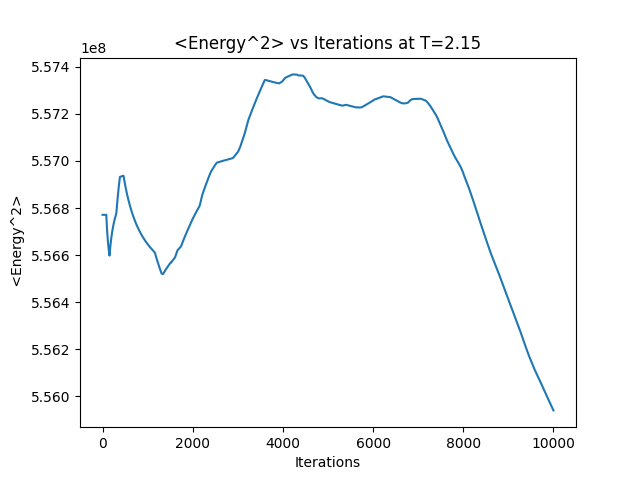 <Energy^2> vs Iterations at T=2.15
1e8
5.574
5.572
5.570
5.568
5.566
5.564
5.562
5.560
<Energy^2>
0 2000 4000 6000 8000 10000
Iterations